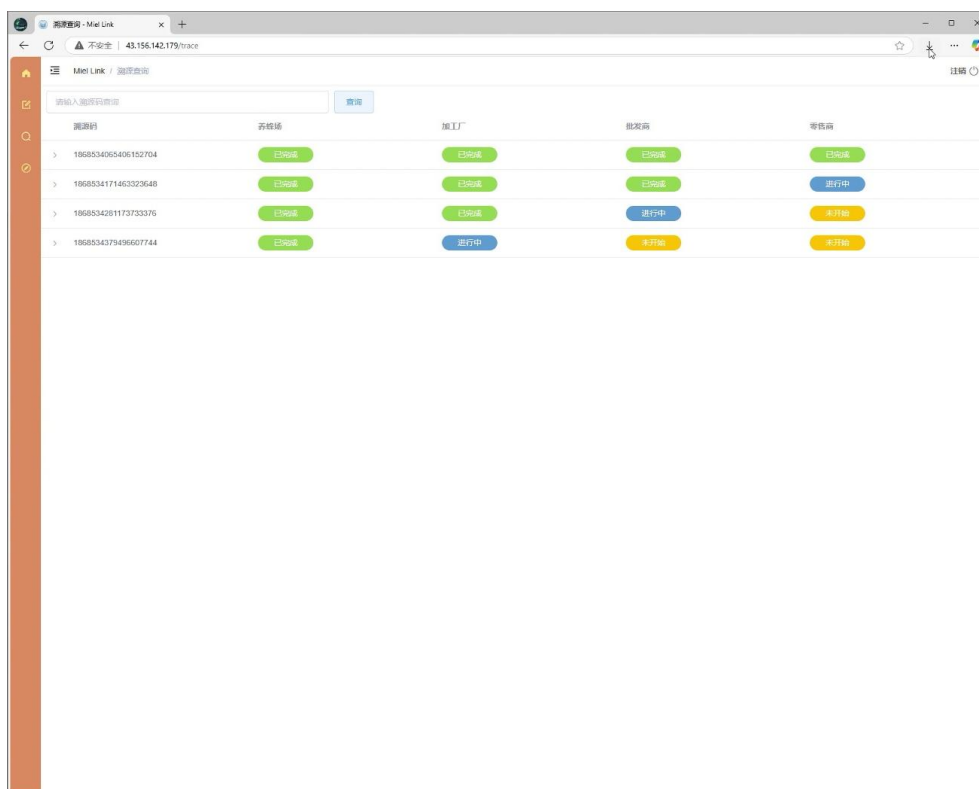 溯源查询 - Miel Link
不安全 43.156.142.179/trace
Miel Link / 溯源查询 注销
请输入溯源码查询 查询
溯源码 养蜂场 加工厂 批发商 零售商
1868534065406152704 已完成 已完成 已完成 已完成
1868534171463323648 已完成 已完成 已完成 进行中
1868534281173733376 已完成 已完成 进行中 未开始
1868534379496607744 已完成 进行中 未开始 未开始